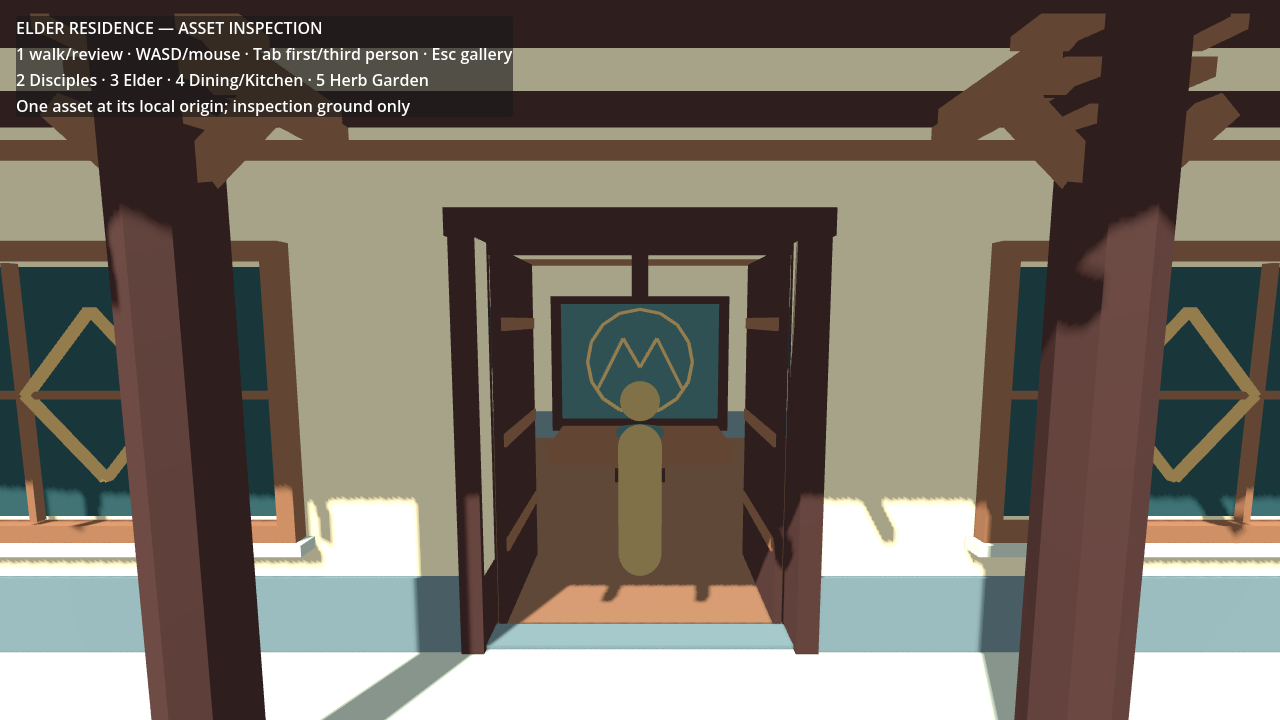 ELDER RESIDENCE — ASSET INSPECTION
1 walk/review · WASD/mouse · Tab first/third person · Esc gallery
2 Disciples · 3 Elder · 4 Dining/Kitchen · 5 Herb Garden
One asset at its local origin; inspection ground only